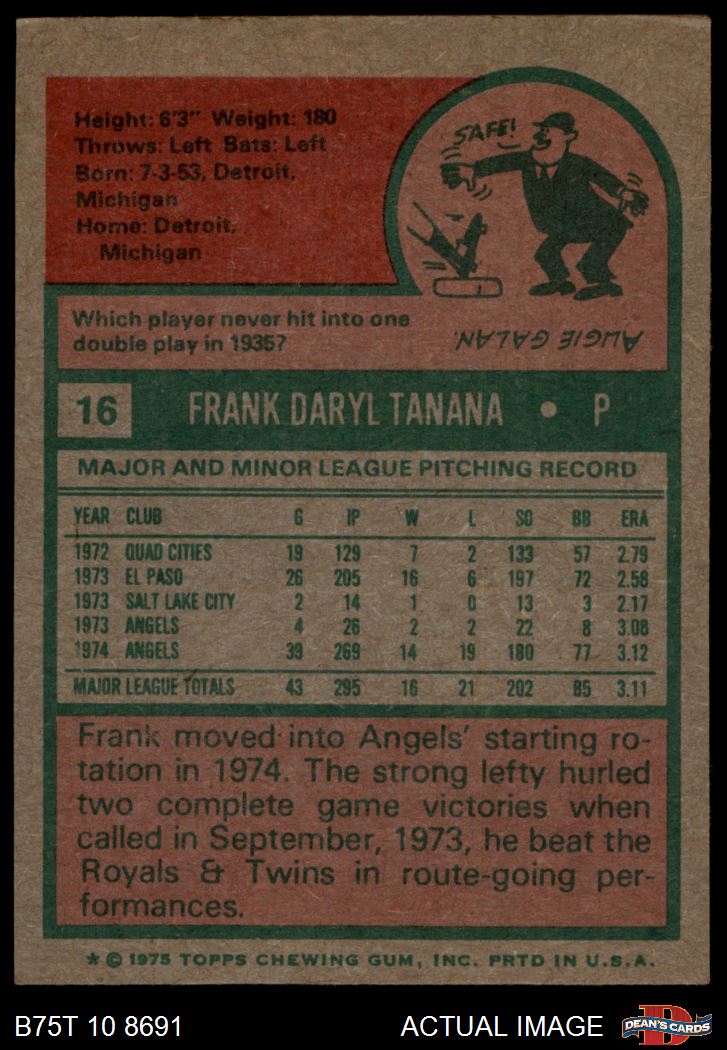 Height: 6'3" Weight: 180
Throws: Left Bats: Left
Born: 7-3-53, Detroit,
Michigan
Home: Detroit,
Michigan
SAFE!
Which player never hit into one
double play in 1935?
AUGIE GALAN.
16 FRANK DARYL TANANA • P
MAJOR AND MINOR LEAGUE PITCHING RECORD
YEAR CLUB G IP W L SO BB ERA
1972 QUAD CITIES 19 129 7 2 133 57 2.79
1973 EL PASO 26 205 16 6 197 72 2.58
1973 SALT LAKE CITY 2 14 1 0 13 3 2.17
1973 ANGELS 4 26 2 2 22 8 3.08
1974 ANGELS 39 269 14 19 180 77 3.12
MAJOR LEAGUE TOTALS 43 295 16 21 202 85 3.11
Frank moved into Angels' starting ro-
tation in 1974. The strong lefty hurled
two complete game victories when
called in September, 1973, he beat the
Royals & Twins in route-going per-
formances.
* © 1975 TOPPS CHEWING GUM, INC. PRTD IN U.S.A.
B75T 10 8691 ACTUAL IMAGE D DEAN'S CARDS